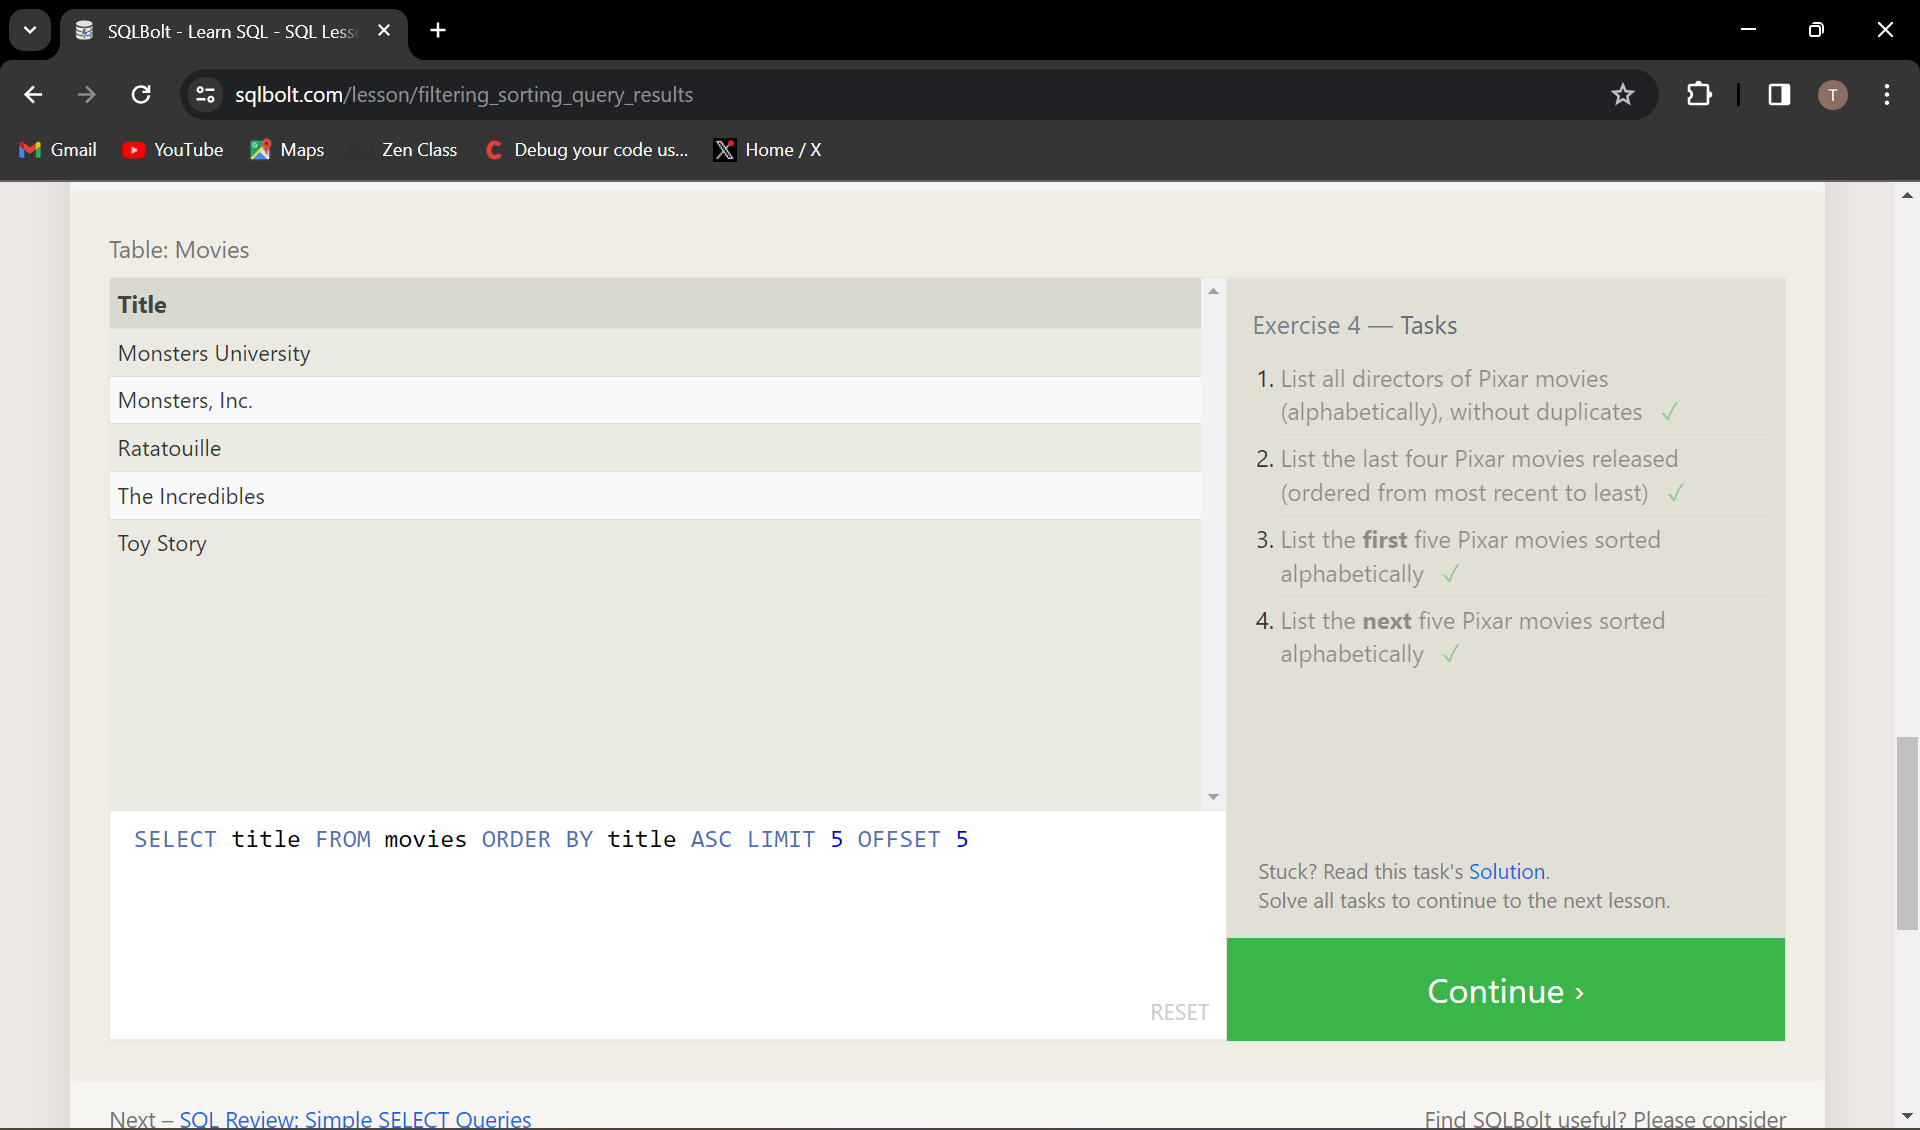 SQLBolt - Learn SQL - SQL Less
sqlbolt.com/lesson/filtering_sorting_query_results
T
Gmail
YouTube
Maps
Zen Class
Debug your code us...
Home / X
Table: Movies
Title
Monsters University
Monsters, Inc.
Ratatouille
The Incredibles
Toy Story
SELECT title FROM movies ORDER BY title ASC LIMIT 5 OFFSET 5
RESET
Exercise 4 — Tasks
1. List all directors of Pixar movies
(alphabetically), without duplicates ✓
2. List the last four Pixar movies released
(ordered from most recent to least) ✓
3. List the first five Pixar movies sorted
alphabetically ✓
4. List the next five Pixar movies sorted
alphabetically ✓
Stuck? Read this task's Solution.
Solve all tasks to continue to the next lesson.
Continue ›
Next – SQL Review: Simple SELECT Queries
Find SQLBolt useful? Please consider